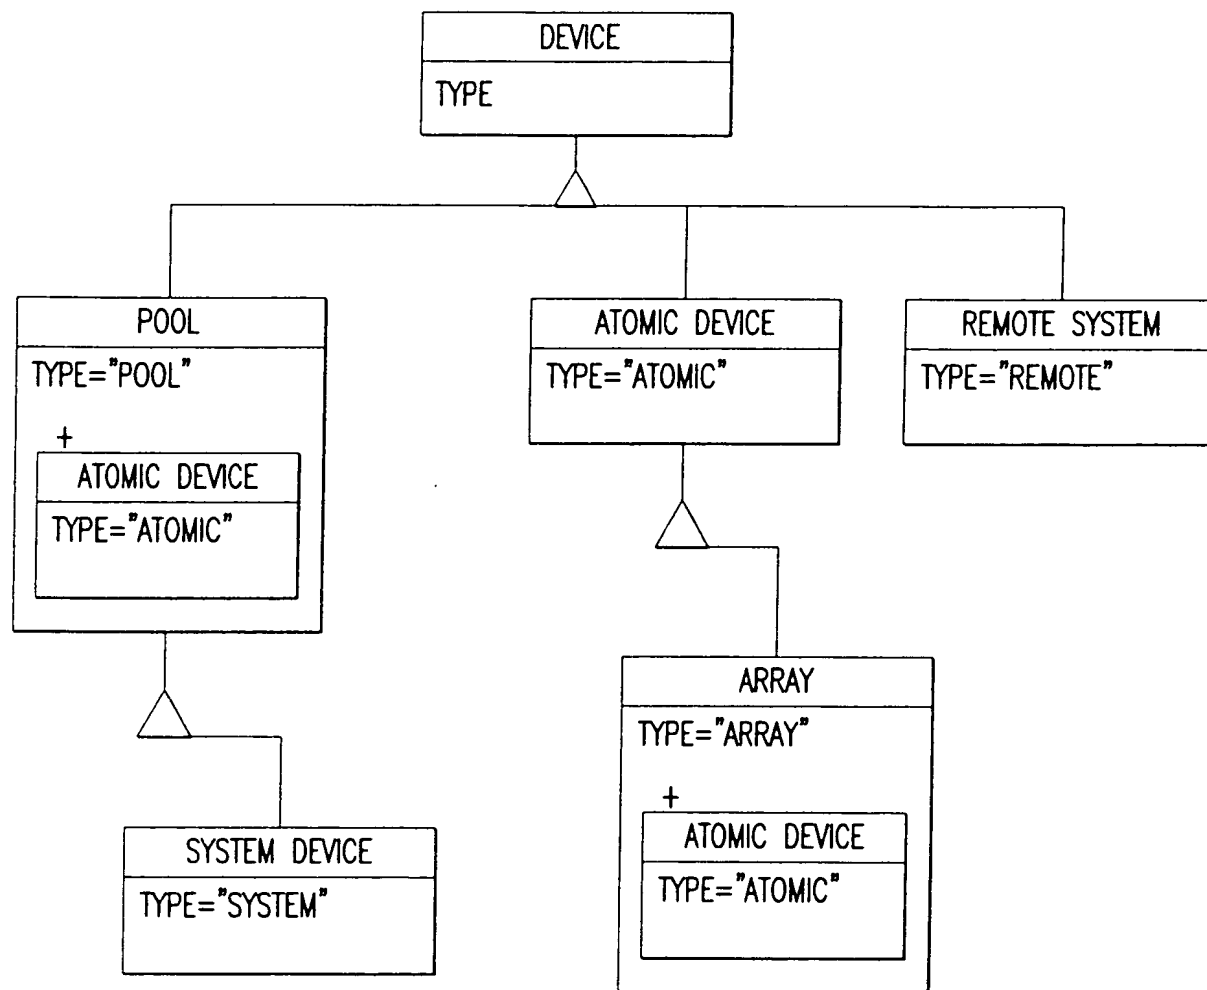 DEVICE
TYPE
POOL
TYPE="POOL"
+
ATOMIC DEVICE
TYPE="ATOMIC"
ATOMIC DEVICE
TYPE="ATOMIC"
REMOTE SYSTEM
TYPE="REMOTE"
SYSTEM DEVICE
TYPE="SYSTEM"
ARRAY
TYPE="ARRAY"
+
ATOMIC DEVICE
TYPE="ATOMIC"